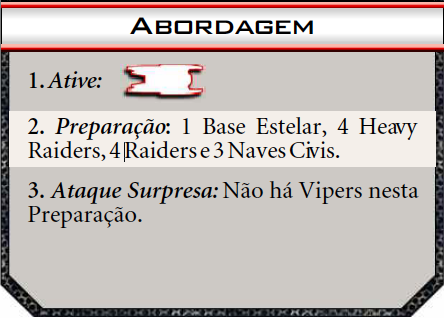 ABORDAGEM
1. Ative:
2. Preparação: 1 Base Estelar, 4 Heavy
Raiders, 4 Raiders e 3 Naves Civis.
3. Ataque Surpresa: Não há Vipers nesta
Preparação.